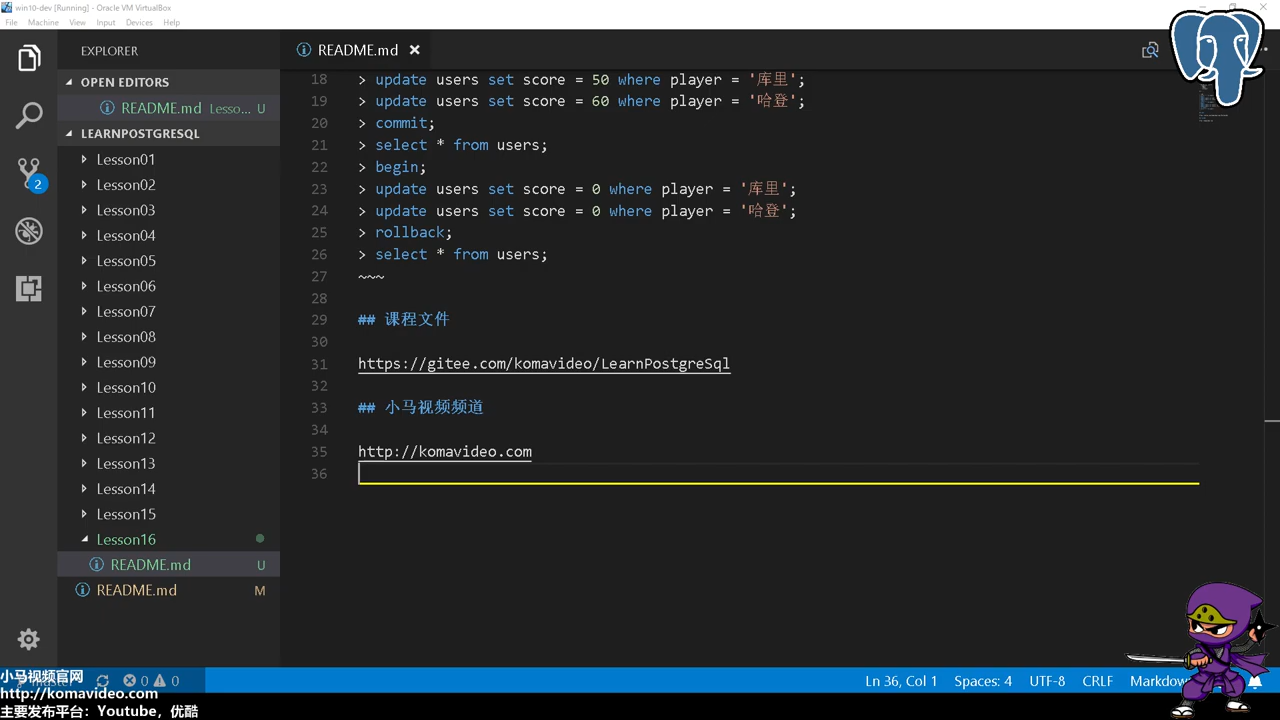 win10-dev [Running] - Oracle VM VirtualBox
File Machine View Input Devices Help
EXPLORER
README.md
OPEN EDITORS
README.md Lesso... U
LEARNPOSTGRESQL
Lesson01
Lesson02
Lesson03
Lesson04
Lesson05
Lesson06
Lesson07
Lesson08
Lesson09
Lesson10
Lesson11
Lesson12
Lesson13
Lesson14
Lesson15
Lesson16
README.md U
README.md M
2
18 > update users set score = 50 where player = '库里';
19 > update users set score = 60 where player = '哈登';
20 > commit;
21 > select * from users;
22 > begin;
23 > update users set score = 0 where player = '库里';
24 > update users set score = 0 where player = '哈登';
25 > rollback;
26 > select * from users;
27 ~~~
28
29 ## 课程文件
30
31 https://gitee.com/komavideo/LearnPostgreSql
32
33 ## 小马视频频道
34
35 http://komavideo.com
36
小马视频官网
http://komavideo.com
主要发布平台：Youtube，优酷
0 0
Ln 36, Col 1 Spaces: 4 UTF-8 CRLF